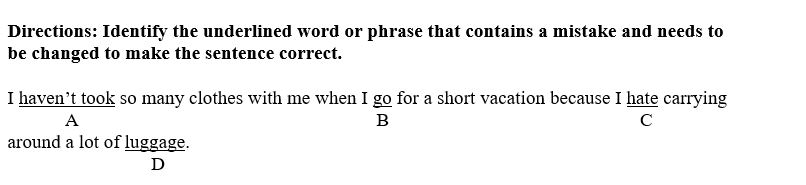 Directions: Identify the underlined word or phrase that contains a mistake and needs to
be changed to make the sentence correct.
I haven’t took so many clothes with me when I go for a short vacation because I hate carrying
A B C
around a lot of luggage.
D